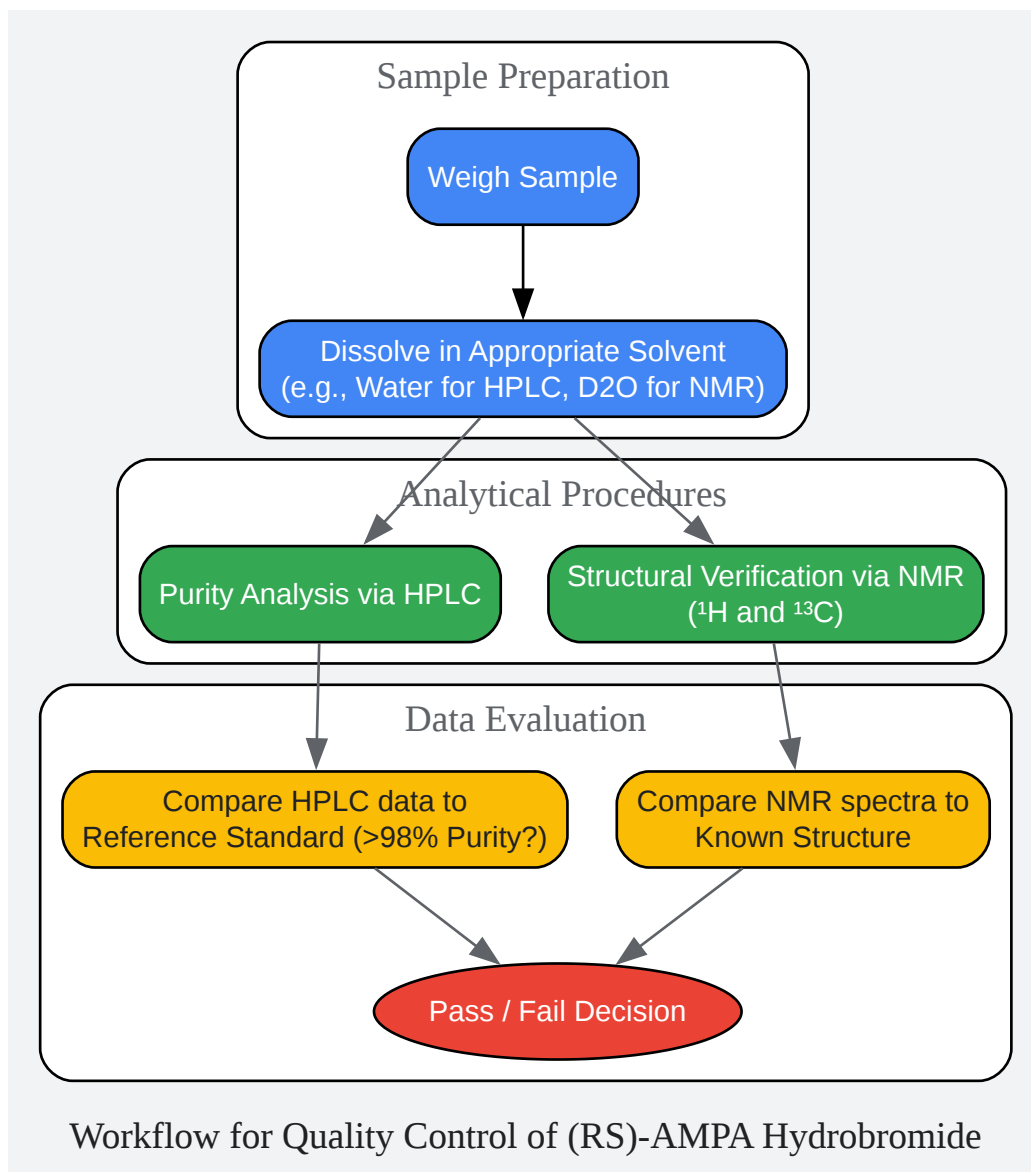 Sample Preparation
Weigh Sample
Dissolve in Appropriate Solvent
(e.g., Water for HPLC, D2O for NMR)
Analytical Procedures
Purity Analysis via HPLC
Structural Verification via NMR
(¹H and ¹³C)
Data Evaluation
Compare HPLC data to
Reference Standard (>98% Purity?)
Compare NMR spectra to
Known Structure
Pass / Fail Decision
Workflow for Quality Control of (RS)-AMPA Hydrobromide